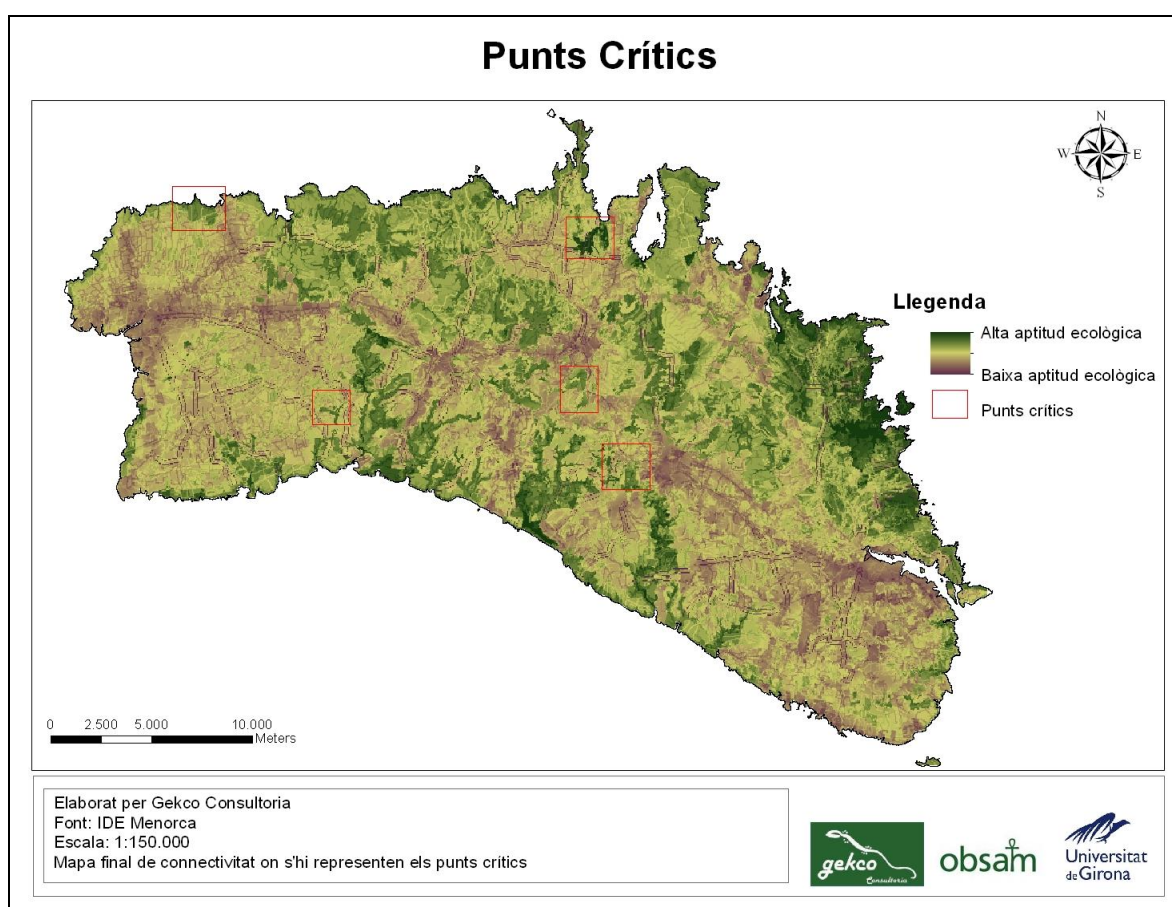 Punts Crítics
N
W E
S
Llegenda
Alta aptitud ecològica
Baixa aptitud ecològica
Punts crítics
0 2.500 5.000 10.000
Meters
Elaborat per Gekco Consultoria
Font: IDE Menorca
Escala: 1:150.000
Mapa final de connectivitat on s'hi representen els punts crítics
gekco
Consultoria
obsam
Universitat
de Girona